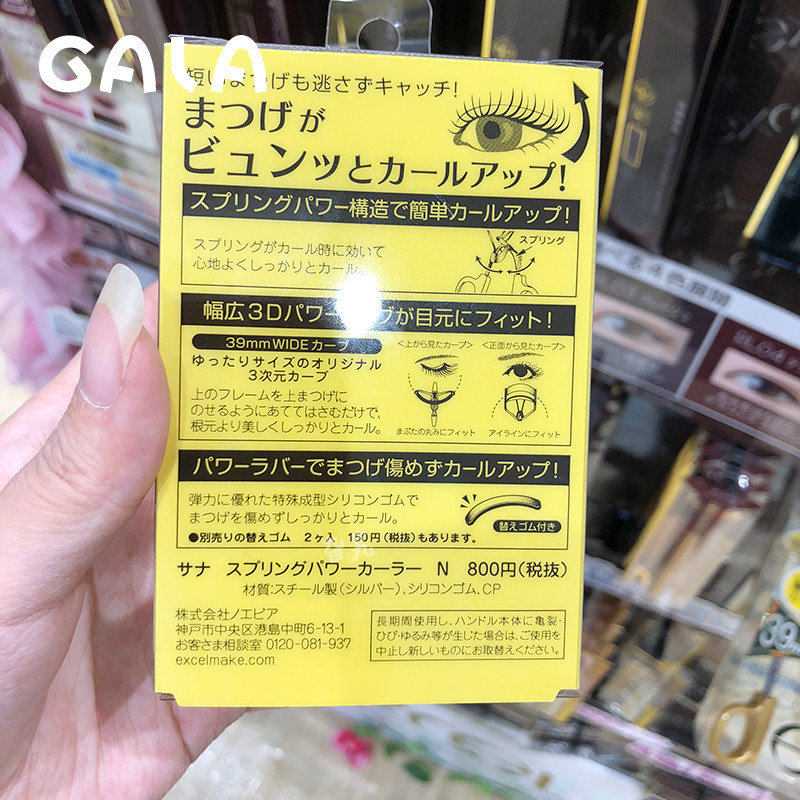 GALA
短いまつげも逃さずキャッチ!
まつげが
ビュンッとカールアップ!
スプリングパワー構造で簡単カールアップ!
スプリングがカール時に効いて
心地よくしっかりとカール。
スプリング
幅広3Dパワー
グが目元にフィット!
39mm WIDEカーブ
ゆったりサイズのオリジナル
3次元カーブ
上のフレームを上まつげに
のせるようにあててはさむだけで、
根元より美しくしっかりとカール。
<上から見たカーブ>
まぶたの丸みにフィット
<正面から見たカーブ>
アイラインにフィット
パワーラバーでまつげ傷めずカールアップ!
弾力に優れた特殊成型シリコンゴムで
まつげを傷めずしっかりとカール。
替えゴム付き
●別売りの替えゴム 2ヶ入 150円(税抜)もあります。
サナ スプリングパワーカーラー N 800円(税抜)
材質:スチール製(シルバー)、シリコンゴム、CP
株式会社ノエビア
神戸市中央区港島中町6-13-1
お客さま相談室 0120-081-937
excelmake.com
長期間使用し、ハンドル本体に亀裂・
ひび・ゆるみ等が生じた場合は、ご使用を
中止し新しいものにお取替えください。
べる4色展開
BL04
39m